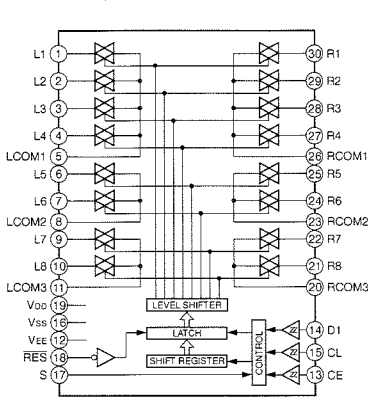 L1 1 30 R1
L2 2 29 R2
L3 3 28 R3
L4 4 27 R4
LCOM1 5 26 RCOM1
L5 6 25 R5
L6 7 24 R6
LCOM2 8 23 RCOM2
L7 9 22 R7
L8 10 21 R8
LCOM3 11 20 RCOM3
VDD 19 LEVEL SHIFTER
VSS 16 LATCH 14 D1
VEE 12 CONTROL 15 CL
RES 18 SHIFT REGISTER
S 17 13 CE